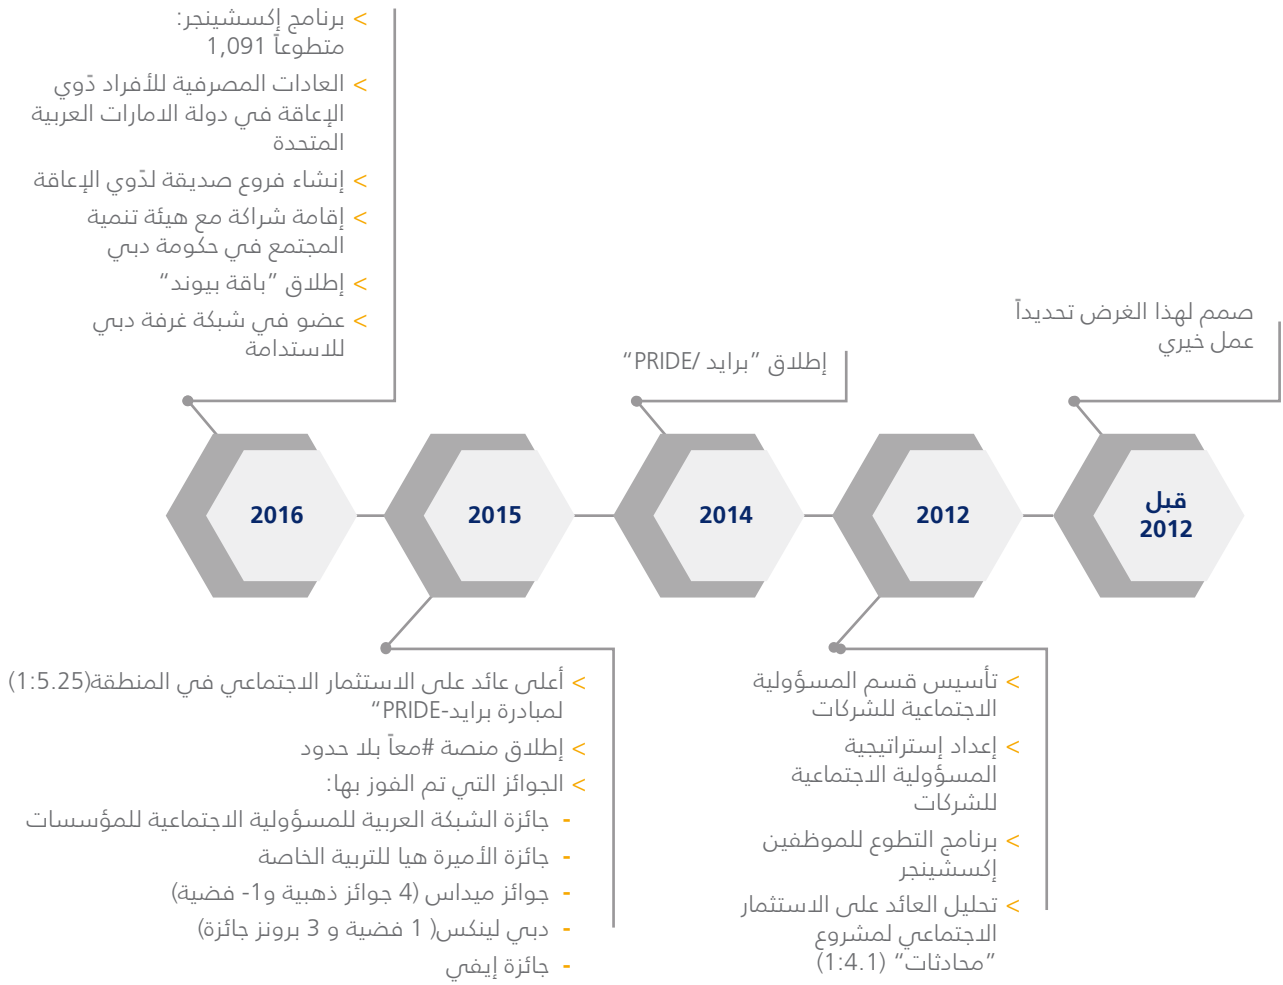 صمم لهذا الغرض تحديداً
عمل خيري
قبل
2012
2012
> تأسيس قسم المسؤولية
الاجتماعية للشركات
> إعداد إستراتيجية
المسؤولية الاجتماعية
للشركات
> برنامج التطوع للموظفين
إكسشينجر
> تحليل العائد على الاستثمار
الاجتماعي لمشروع
”محادثات“ (1:4.1)
إطلاق ”برايد /PRIDE“
2014
2015
> أعلى عائد على الاستثمار الاجتماعي في المنطقة(1:5.25)
لمبادرة برايد-PRIDE“
> إطلاق منصة #معاً بلا حدود
> الجوائز التي تم الفوز بها:
- جائزة الشبكة العربية للمسؤولية الاجتماعية للمؤسسات
- جائزة الأميرة هيا للتربية الخاصة
- جوائز ميداس (4 جوائز ذهبية و1- فضية)
- دبي لينكس( 1 فضية و 3 برونز جائزة)
- جائزة إيفي
> برنامج إكسشينجر:
1,091 متطوعاً
> العادات المصرفية للأفراد دّوي
الإعاقة في دولة الامارات العربية
المتحدة
> إنشاء فروع صديقة لدّوي الإعاقة
> إقامة شراكة مع هيئة تنمية
المجتمع في حكومة دبي
> إطلاق ”باقة بيوند“
> عضو في شبكة غرفة دبي
للاستدامة
2016